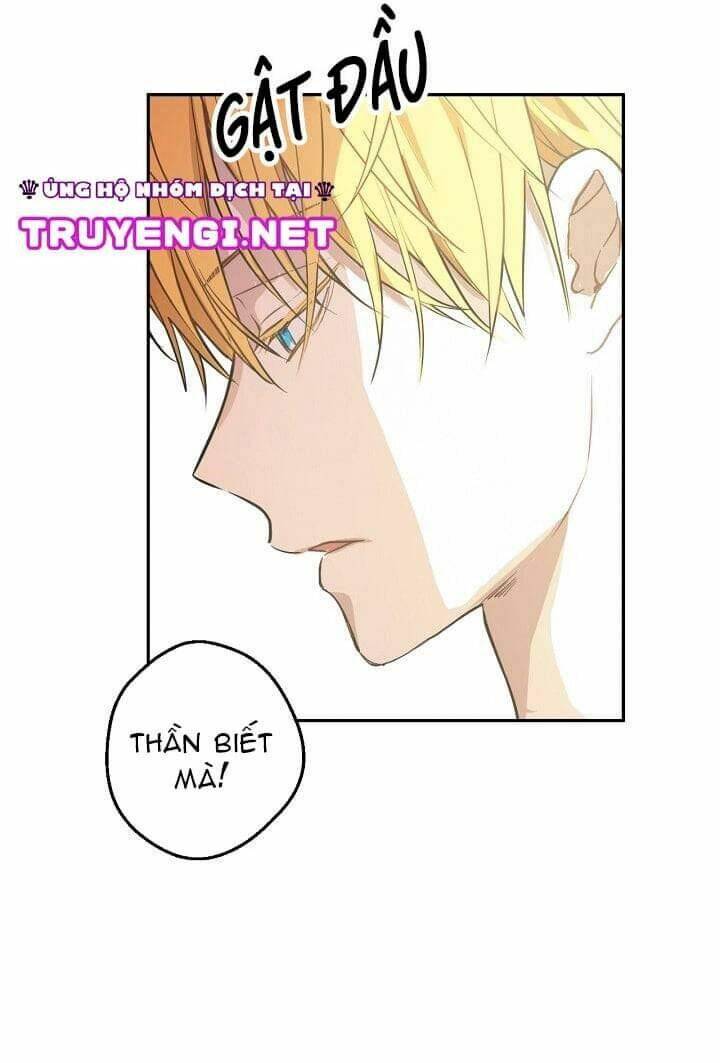 GẬT ĐẦU
ỦNG HỘ NHÓM DỊCH TẠI
TRUYENGI.NET
THẦN BIẾT
MÀ!